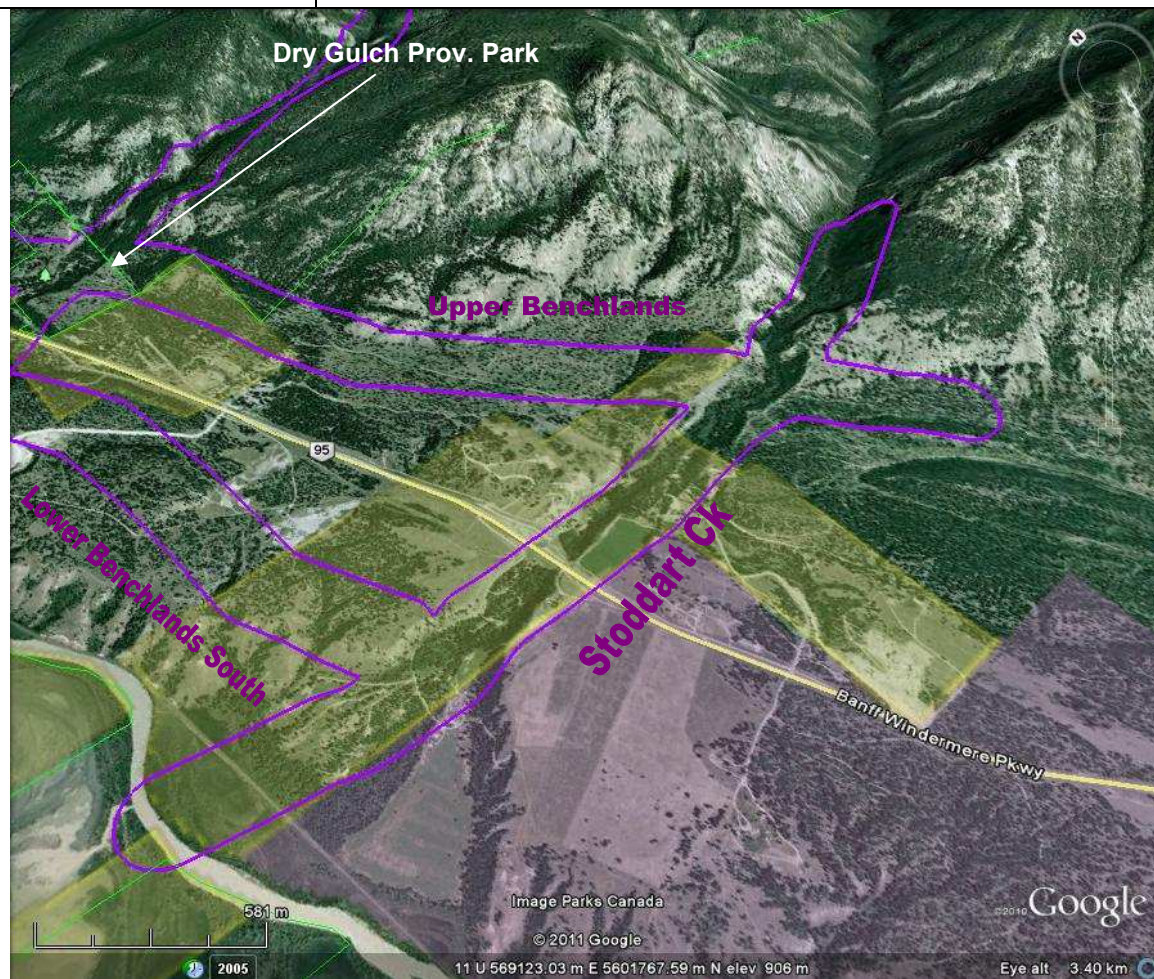 Dry Gulch Prov. Park
N
Upper Benchlands
95
Lower Benchlands South
Stoddart Ck
Banff Windermere Pkwy
Image Parks Canada
©2010 Google
581 m
© 2011 Google
2005
11 U 569123.03 m E 5601767.59 m N elev 906 m
Eye alt 3.40 km